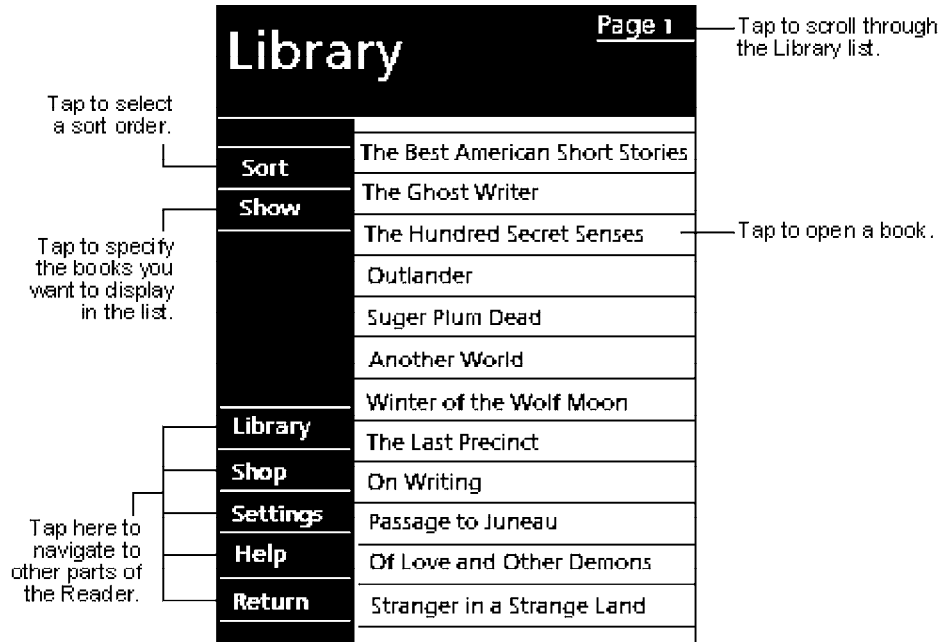 Library
Page 1
Tap to scroll through
the Library list.
Tap to select
a sort order.
Sort
Show
Tap to specify
the books you
want to display
in the list.
The Best American Short Stories
The Ghost Writer
The Hundred Secret Senses
Tap to open a book.
Outlander
Suger Plum Dead
Another World
Winter of the Wolf Moon
The Last Precinct
On Writing
Passage to Juneau
Of Love and Other Demons
Stranger in a Strange Land
Library
Shop
Settings
Help
Return
Tap here to
navigate to
other parts of
the Reader.